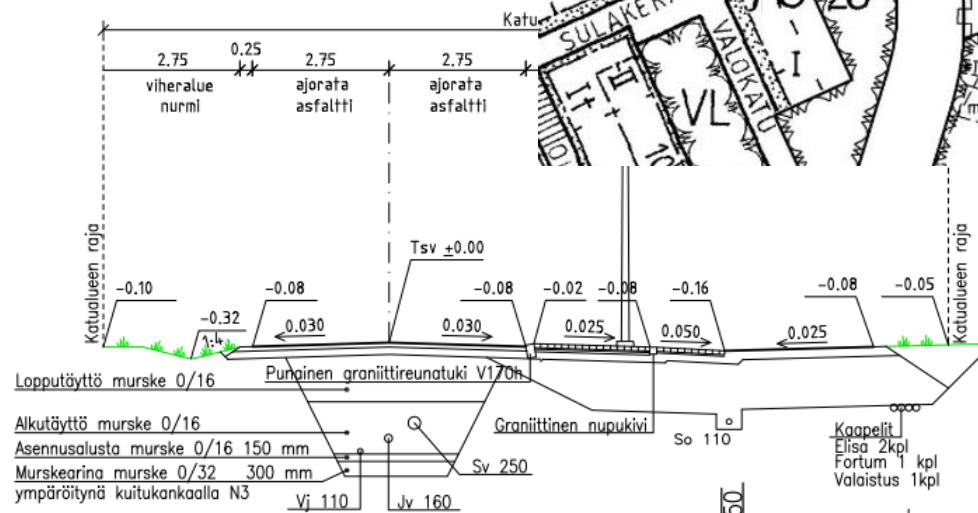 Katu
2.75
0.25
2.75
2.75
viheralue
nurmi
ajorata
asfaltti
ajorata
asfaltti
SULAKE
VALOKATU
VL
I
II
I
Katualueen raja
Katualueen raja
Tsv ±0.00
-0.10
-0.32
-0.08
-0.08
-0.02
-0.08
-0.16
-0.08
-0.05
1:4
0.030
0.030
0.025
0.050
0.025
Lopputäyttö murske 0/16
Punainen graniittireunatuki V170h
Alkutäyttö murske 0/16
Asennusalusta murske 0/16 150 mm
Murskearina murske 0/32 300 mm
ympäröitynä kuitukankaalla N3
Graniittinen nupukivi
So 110
Sv 250
Vj 110
Jv 160
Kaapelit
Elisa 2kpl
Fortum 1 kpl
Valaistus 1kpl
50